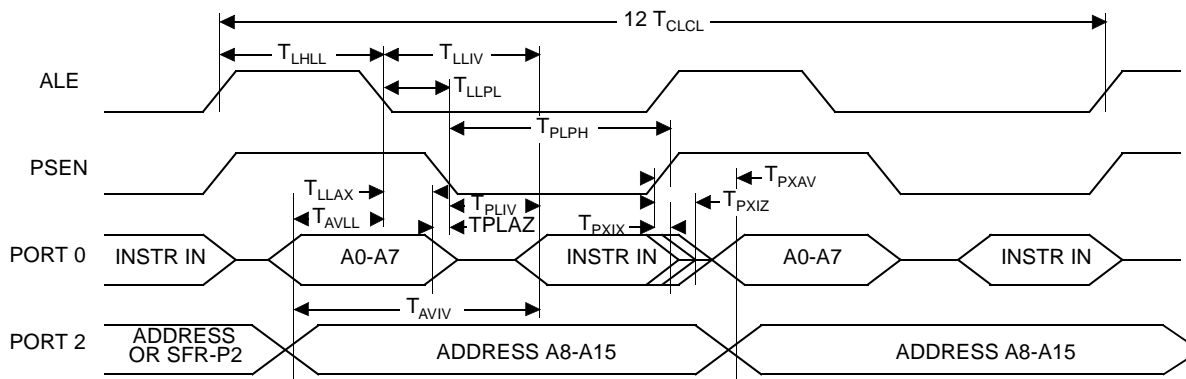 12 TCLCL
TLHLL
TLLIV
ALE
TLLPL
TPLPH
PSEN
TLLAX
TPXAV
TPLIV
TPXIZ
TAVLL
TPLAZ
TPXIX
PORT 0
INSTR IN
A0-A7
INSTR IN
A0-A7
INSTR IN
TAVIV
PORT 2
ADDRESS
OR SFR-P2
ADDRESS A8-A15
ADDRESS A8-A15